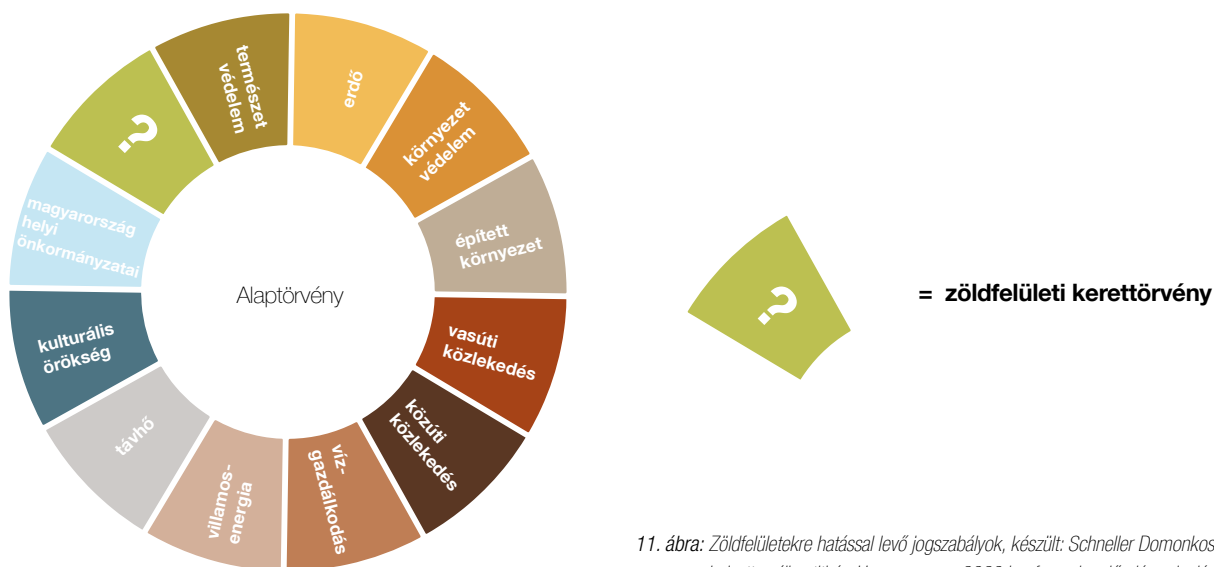 természet
védelem
erdő
környezet
védelem
épített
környezet
vasúti
közlekedés
közúti
közlekedés
víz-
gazdálkodás
villamos-
energia
távhő
kulturális
örökség
magyarország
helyi
önkormányzatai
?
Alaptörvény
?
= zöldfelületi kerettörvény
11. ábra: Zöldfelületekre hatással levő jogszabályok, készült: Schneller Domonkos